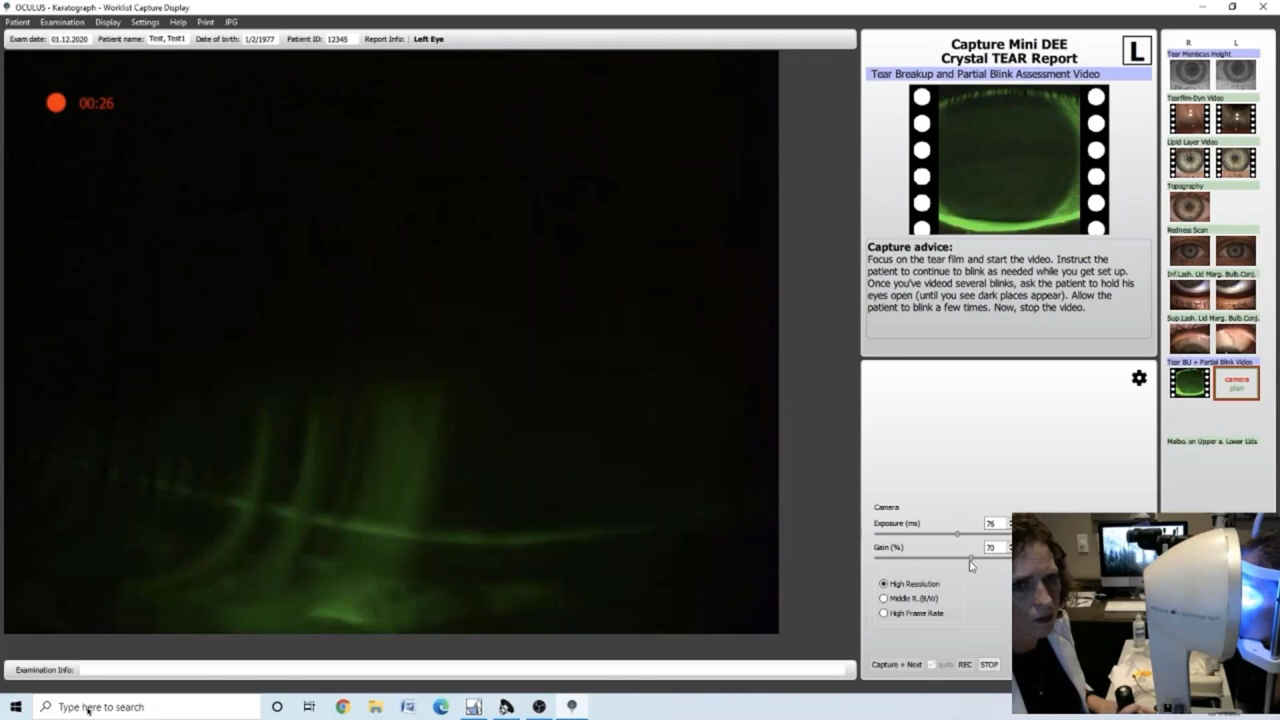 OCULUS - Keratograph - Worklist Capture Display
Patient Examination Display Settings Help Print JPG
Exam date: 01.12.2020 Patient name: Test, Test1 Date of birth: 1/2/1977 Patient ID: 12345 Report Info: | Left Eye
00:26
Capture Mini DEE
Crystal TEAR Report
L
Tear Breakup and Partial Blink Assessment Video
Capture advice:
Focus on the tear film and start the video. Instruct the
patient to continue to blink as needed while you get set up.
Once you've videod several blinks, ask the patient to hold his
eyes open (until you see dark places appear). Allow the
patient to blink a few times. Now, stop the video.
Camera
Exposure (ms) 76
Gain (%) 70
High Resolution
Middle R.(B/W)
High Frame Rate
Capture + Next auto. REC STOP
R L
Tear Meniscus Height
Tearfilm-Dyn Video
Lipid Layer Video
Topography
Redness Scan
Inf.Lash. Lid Marg. Bulb.Conj.
Sup.Lash. Lid Marg. Bulb.Conj.
Tear BU + Partial Blink Video
camera
plain
Meibo. on Upper a. Lower Lids
Examination Info:
Type here to search